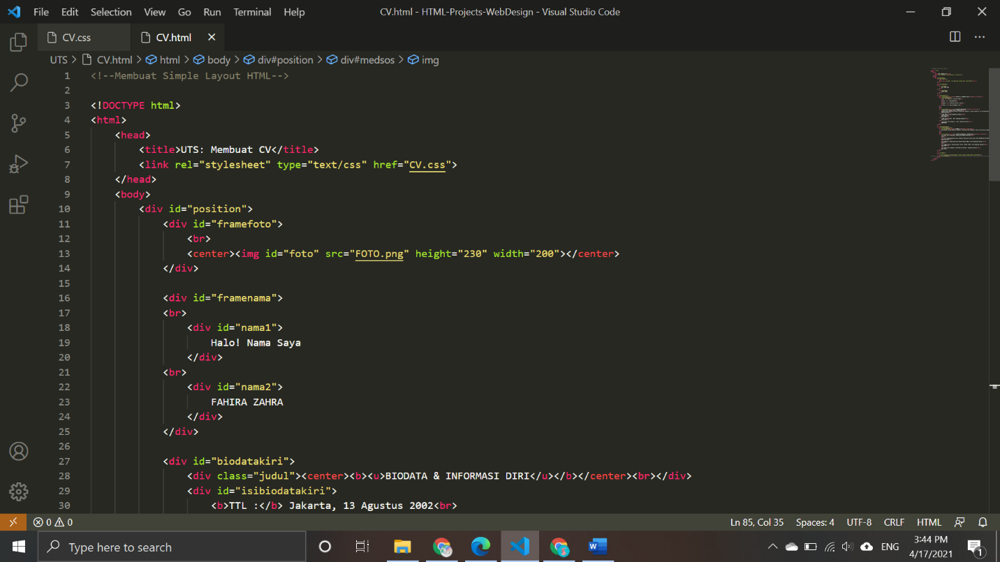 File Edit Selection View Go Run Terminal Help CV.html - HTML-Projects-WebDesign - Visual Studio Code
CV.css CV.html
UTS > CV.html > html > body > div#position > div#medsos > img
1 <!--Membuat Simple Layout HTML-->
2
3 <!DOCTYPE html>
4 <html>
5 <head>
6 <title>UTS: Membuat CV</title>
7 <link rel="stylesheet" type="text/css" href="CV.css">
8 </head>
9 <body>
10 <div id="position">
11 <div id="framefoto">
12 <br>
13 <center><img id="foto" src="FOTO.png" height="230" width="200"></center>
14 </div>
15
16 <div id="framenama">
17 <br>
18 <div id="nama1">
19 Halo! Nama Saya
20 </div>
21 <br>
22 <div id="nama2">
23 FAHIRA ZAHRA
24 </div>
25 </div>
26
27 <div id="biodatakiri">
28 <div class="judul"><center><b><u>BIODATA & INFORMASI DIRI</u></b></center><br></div>
29 <div id="isibiodatakiri">
30 <b>TTL :</b> Jakarta, 13 Agustus 2002<br>
0 0 Ln 85, Col 35 Spaces: 4 UTF-8 CRLF HTML
Type here to search ENG 3:44 PM
4/17/2021 1